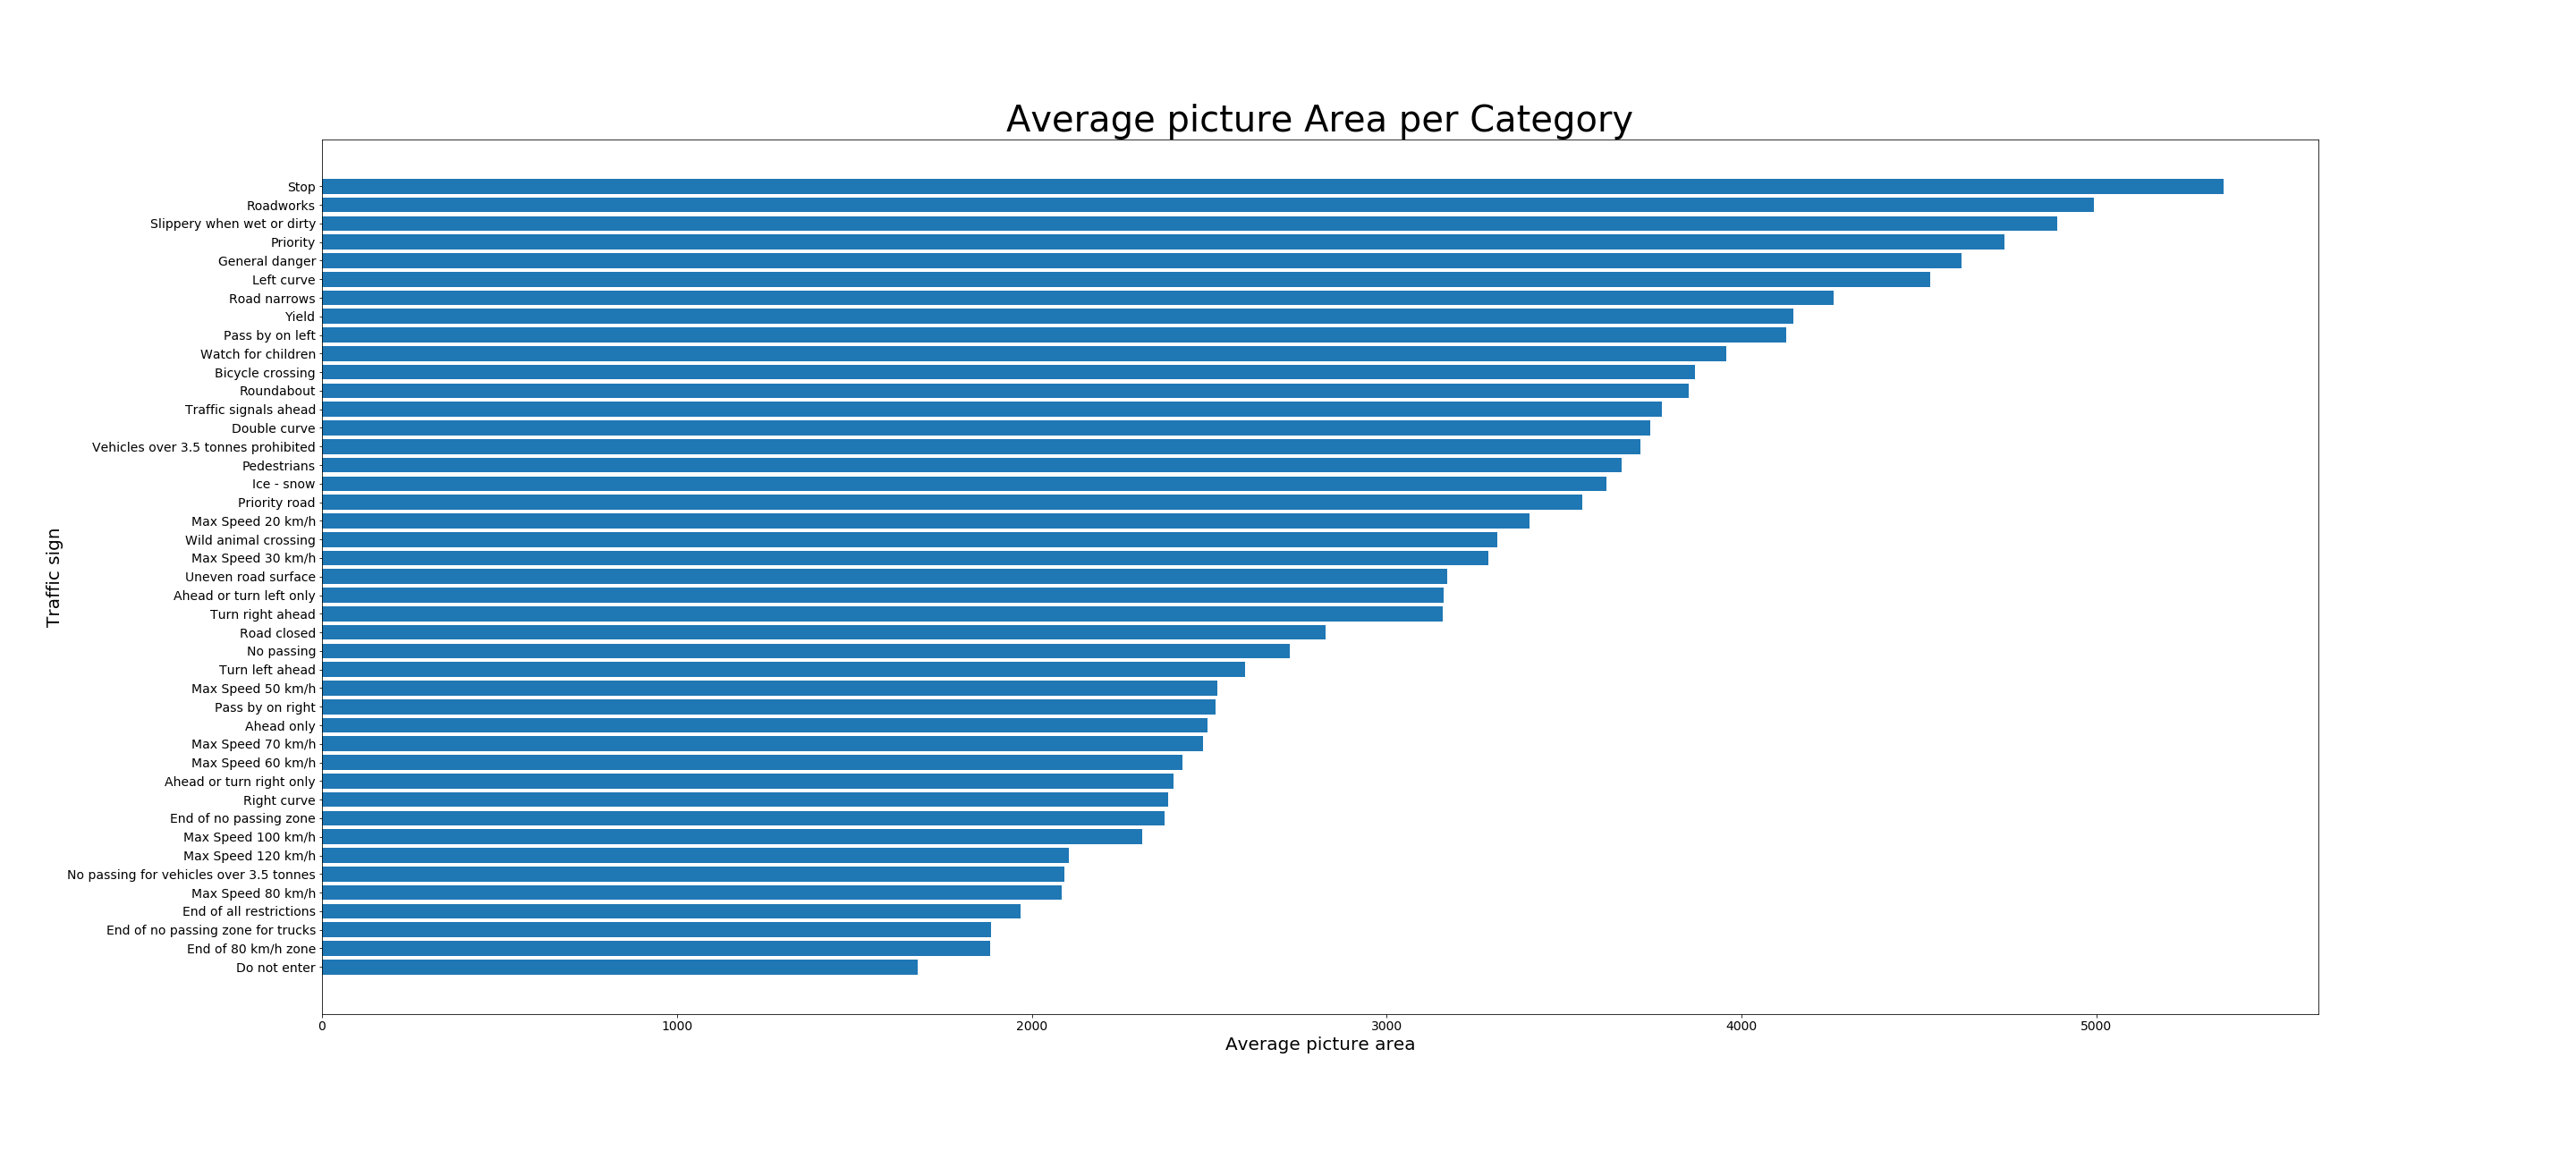 Average picture Area per Category
Stop
Roadworks
Slippery when wet or dirty
Priority
General danger
Left curve
Road narrows
Yield
Pass by on left
Watch for children
Bicycle crossing
Roundabout
Traffic signals ahead
Double curve
Vehicles over 3.5 tonnes prohibited
Pedestrians
Ice - snow
Priority road
Max Speed 20 km/h
Wild animal crossing
Max Speed 30 km/h
Uneven road surface
Ahead or turn left only
Turn right ahead
Road closed
No passing
Turn left ahead
Max Speed 50 km/h
Pass by on right
Ahead only
Max Speed 70 km/h
Max Speed 60 km/h
Ahead or turn right only
Right curve
End of no passing zone
Max Speed 100 km/h
Max Speed 120 km/h
No passing for vehicles over 3.5 tonnes
Max Speed 80 km/h
End of all restrictions
End of no passing zone for trucks
End of 80 km/h zone
Do not enter
Traffic sign
0 1000 2000 3000 4000 5000
Average picture area